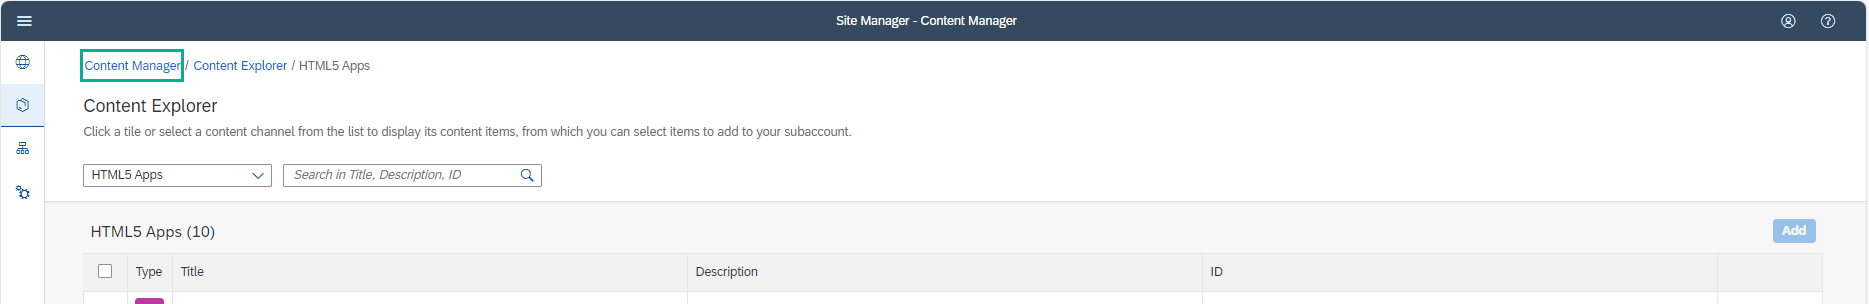 Site Manager - Content Manager
Content Manager / Content Explorer / HTML5 Apps
Content Explorer
Click a tile or select a content channel from the list to display its content items, from which you can select items to add to your subaccount.
HTML5 Apps Search in Title, Description, ID
HTML5 Apps (10) Add
Type Title Description ID